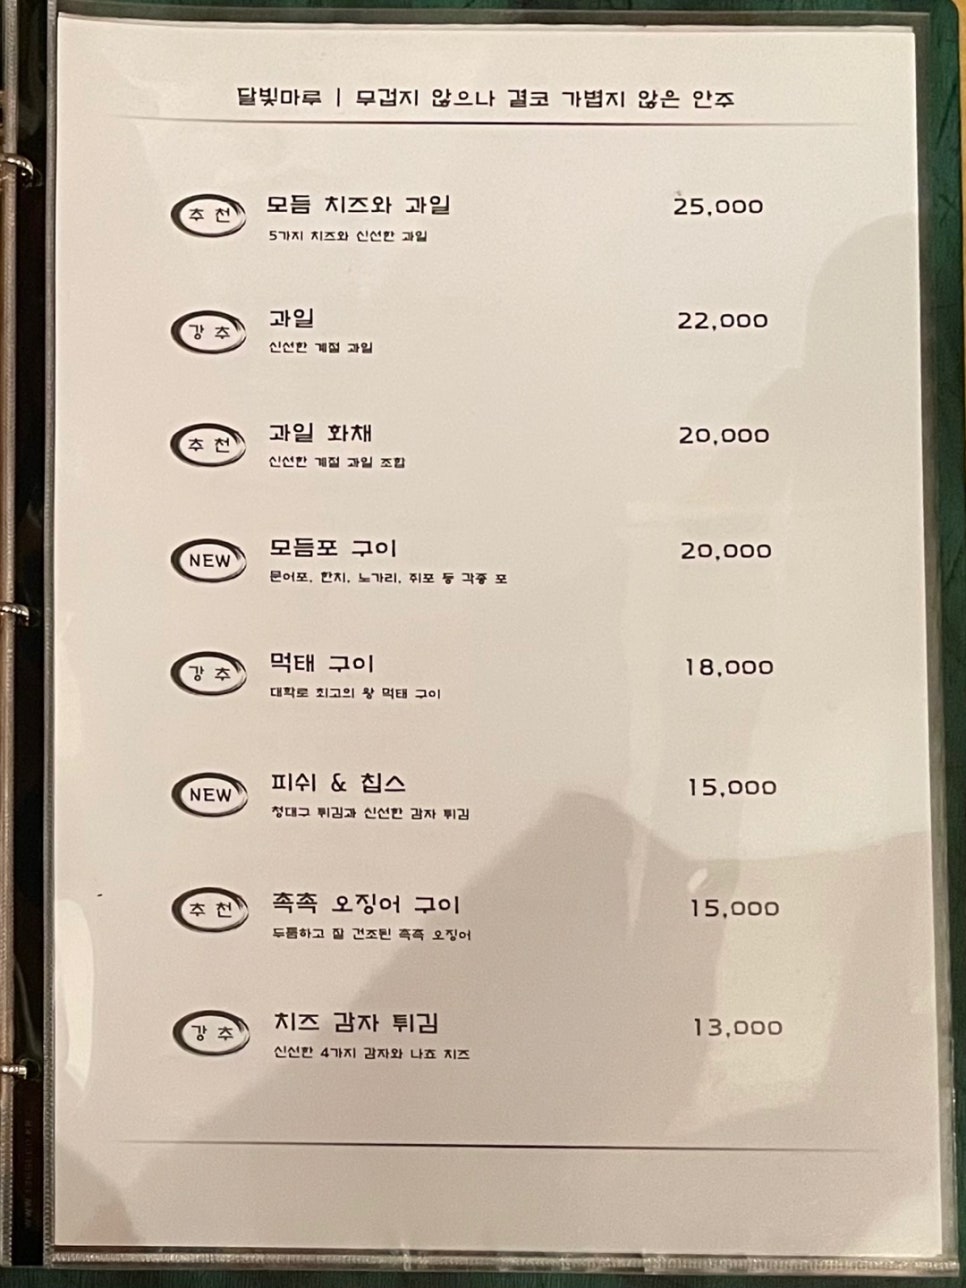 달빛마루 | 무겁지 않으나 결코 가볍지 않은 안주
추천 모듬 치즈와 과일 25,000
5가지 치즈와 신선한 과일
강추 과일 22,000
신선한 계절 과일
추천 과일 화채 20,000
신선한 계절 과일 조합
NEW 모듬포 구이 20,000
문어포, 한치, 노가리, 쥐포 등 각종 포
강추 먹태 구이 18,000
대학로 최고의 왕 먹태 구이
NEW 피쉬 & 칩스 15,000
청대구 튀김과 신선한 감자 튀김
추천 촉촉 오징어 구이 15,000
두툼하고 잘 건조된 촉촉 오징어
강추 치즈 감자 튀김 13,000
신선한 4가지 감자와 나쵸 치즈